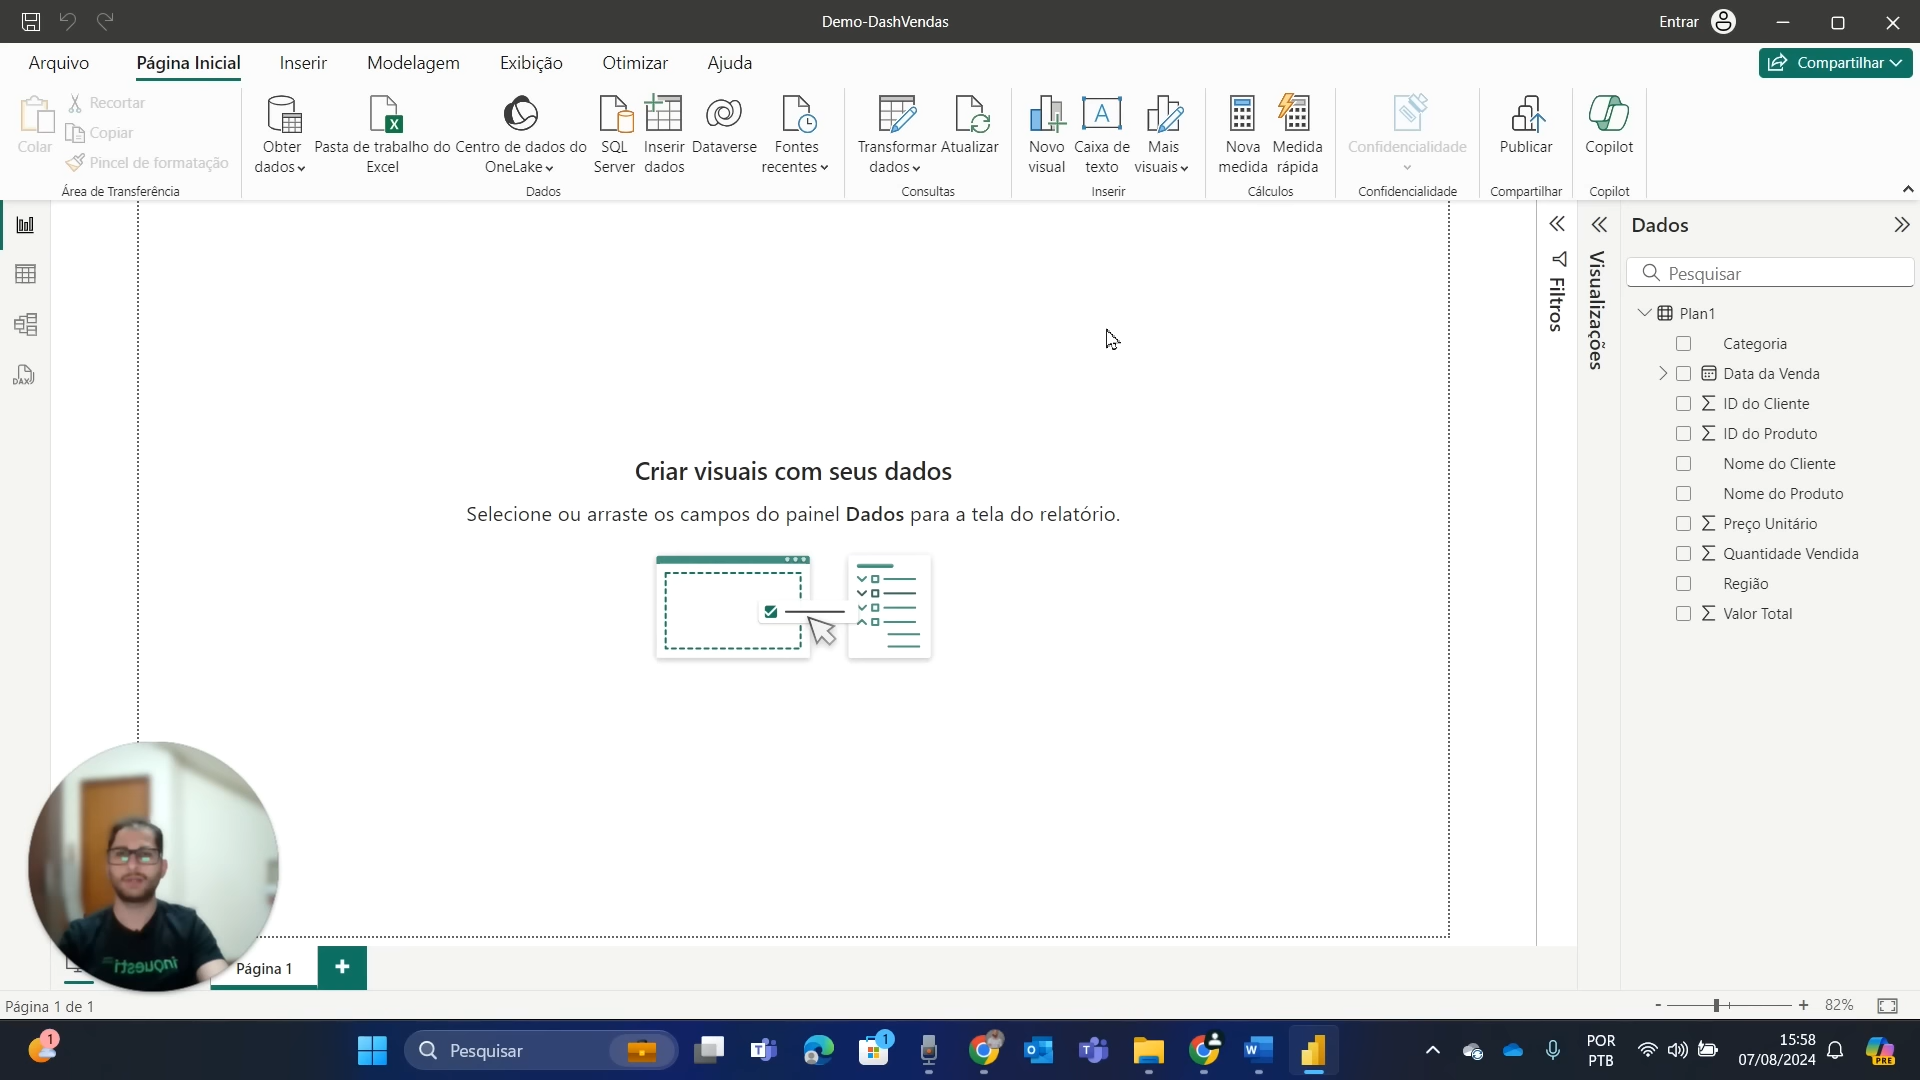 Demo-DashVendas
Entrar
Arquivo
Página Inicial
Inserir
Modelagem
Exibição
Otimizar
Ajuda
Compartilhar
Colar
Recortar
Copiar
Pincel de formatação
Área de Transferência
Obter
dados
Pasta de trabalho do
Excel
Centro de dados do
OneLake
SQL
Server
Inserir
dados
Dataverse
Fontes
recentes
Dados
Transformar
dados
Atualizar
Consultas
Novo
visual
Caixa de
texto
Mais
visuais
Inserir
Nova
medida
Medida
rápida
Cálculos
Confidencialidade
Confidencialidade
Publicar
Compartilhar
Copilot
Copilot
DAX
Criar visuais com seus dados
Selecione ou arraste os campos do painel Dados para a tela do relatório.
Filtros
Visualizações
Dados
Pesquisar
Plan1
Categoria
Data da Venda
ID do Cliente
ID do Produto
Nome do Cliente
Nome do Produto
Preço Unitário
Quantidade Vendida
Região
Valor Total
Página 1
Página 1 de 1
82%
1
Pesquisar
1
POR
PTB
15:58
07/08/2024
PRE